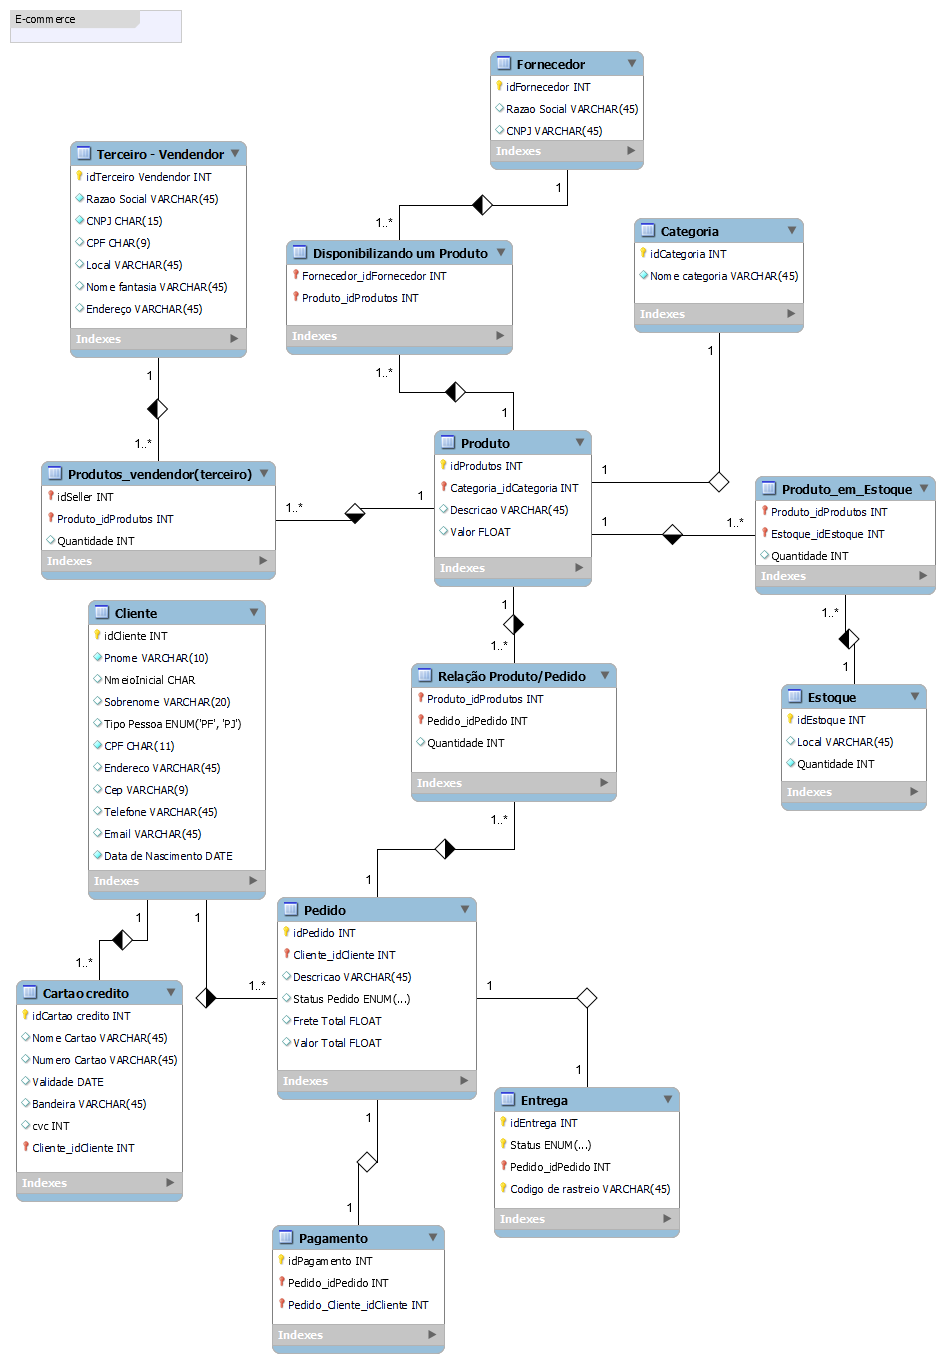 E-commerce
Fornecedor
idFornecedor INT
Razao Social VARCHAR(45)
CNPJ VARCHAR(45)
Indexes
1
1..*
Terceiro - Vendendor
idTerceiro Vendendor INT
Razao Social VARCHAR(45)
CNPJ CHAR(15)
CPF CHAR(9)
Local VARCHAR(45)
Nome fantasia VARCHAR(45)
Endereço VARCHAR(45)
Indexes
1
1..*
Disponibilizando um Produto
Fornecedor_idFornecedor INT
Produto_idProdutos INT
Indexes
1..*
1
Categoria
idCategoria INT
Nome categoria VARCHAR(45)
Indexes
1
1
Produto
idProdutos INT
Categoria_idCategoria INT
Descricao VARCHAR(45)
Valor FLOAT
Indexes
Produtos_vendendor(terceiro)
idSeller INT
Produto_idProdutos INT
Quantidade INT
Indexes
1..*
1
1
1..*
Produto_em_Estoque
Produto_idProdutos INT
Estoque_idEstoque INT
Quantidade INT
Indexes
1..*
1
Estoque
idEstoque INT
Local VARCHAR(45)
Quantidade INT
Indexes
1
1..*
Relação Produto/Pedido
Produto_idProdutos INT
Pedido_idPedido INT
Quantidade INT
Indexes
1..*
1
Cliente
idCliente INT
Pnome VARCHAR(10)
NmeioInicial CHAR
Sobrenome VARCHAR(20)
Tipo Pessoa ENUM('PF', 'PJ')
CPF CHAR(11)
Endereco VARCHAR(45)
Cep VARCHAR(9)
Telefone VARCHAR(45)
Email VARCHAR(45)
Data de Nascimento DATE
Indexes
1
1..*
1
1..*
Cartao credito
idCartao credito INT
Nome Cartao VARCHAR(45)
Numero Cartao VARCHAR(45)
Validade DATE
Bandeira VARCHAR(45)
cvc INT
Cliente_idCliente INT
Indexes
Pedido
idPedido INT
Cliente_idCliente INT
Descricao VARCHAR(45)
Status Pedido ENUM(...)
Frete Total FLOAT
Valor Total FLOAT
Indexes
1
1
Entrega
idEntrega INT
Status ENUM(...)
Pedido_idPedido INT
Codigo de rastreio VARCHAR(45)
Indexes
1
1
Pagamento
idPagamento INT
Pedido_idPedido INT
Pedido_Cliente_idCliente INT
Indexes